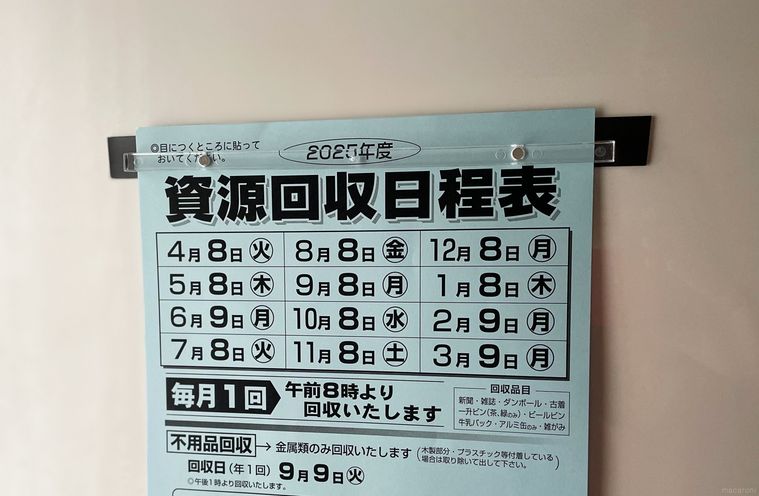 ◎目につくところに貼って
おいてください。
2025年度
資源回収日程表
4月8日㊋ 8月8日㊎ 12月8日㊊
5月8日㊍ 9月8日㊊ 1月8日㊍
6月9日㊊ 10月8日㊌ 2月9日㊊
7月8日㊋ 11月8日㊏ 3月9日㊊
毎月1回 午前8時より
回収いたします
回収品目
新聞・雑誌・ダンボール・古着
一升ビン(茶、緑のみ)・ビールビン
牛乳パック・アルミ缶のみ・雑がみ
不用品回収→金属類のみ回収いたします
(木製部分・プラスチック等付着している
場合は取り除いて出して下さい。)
回収日(年1回) 9月9日㊋
◎午後1時より回収いたします。
macaroni